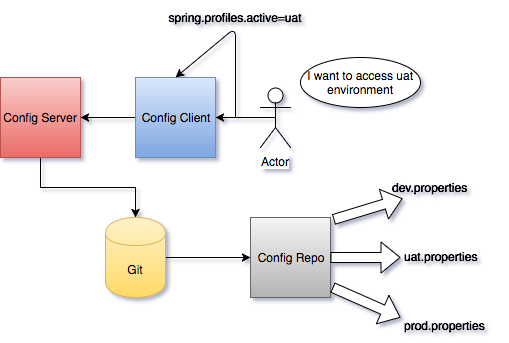 spring.profiles.active=uat
I want to access uat
environment
Config Server
Config Client
Actor
dev.properties
Git
Config Repo
uat.properties
prod.properties